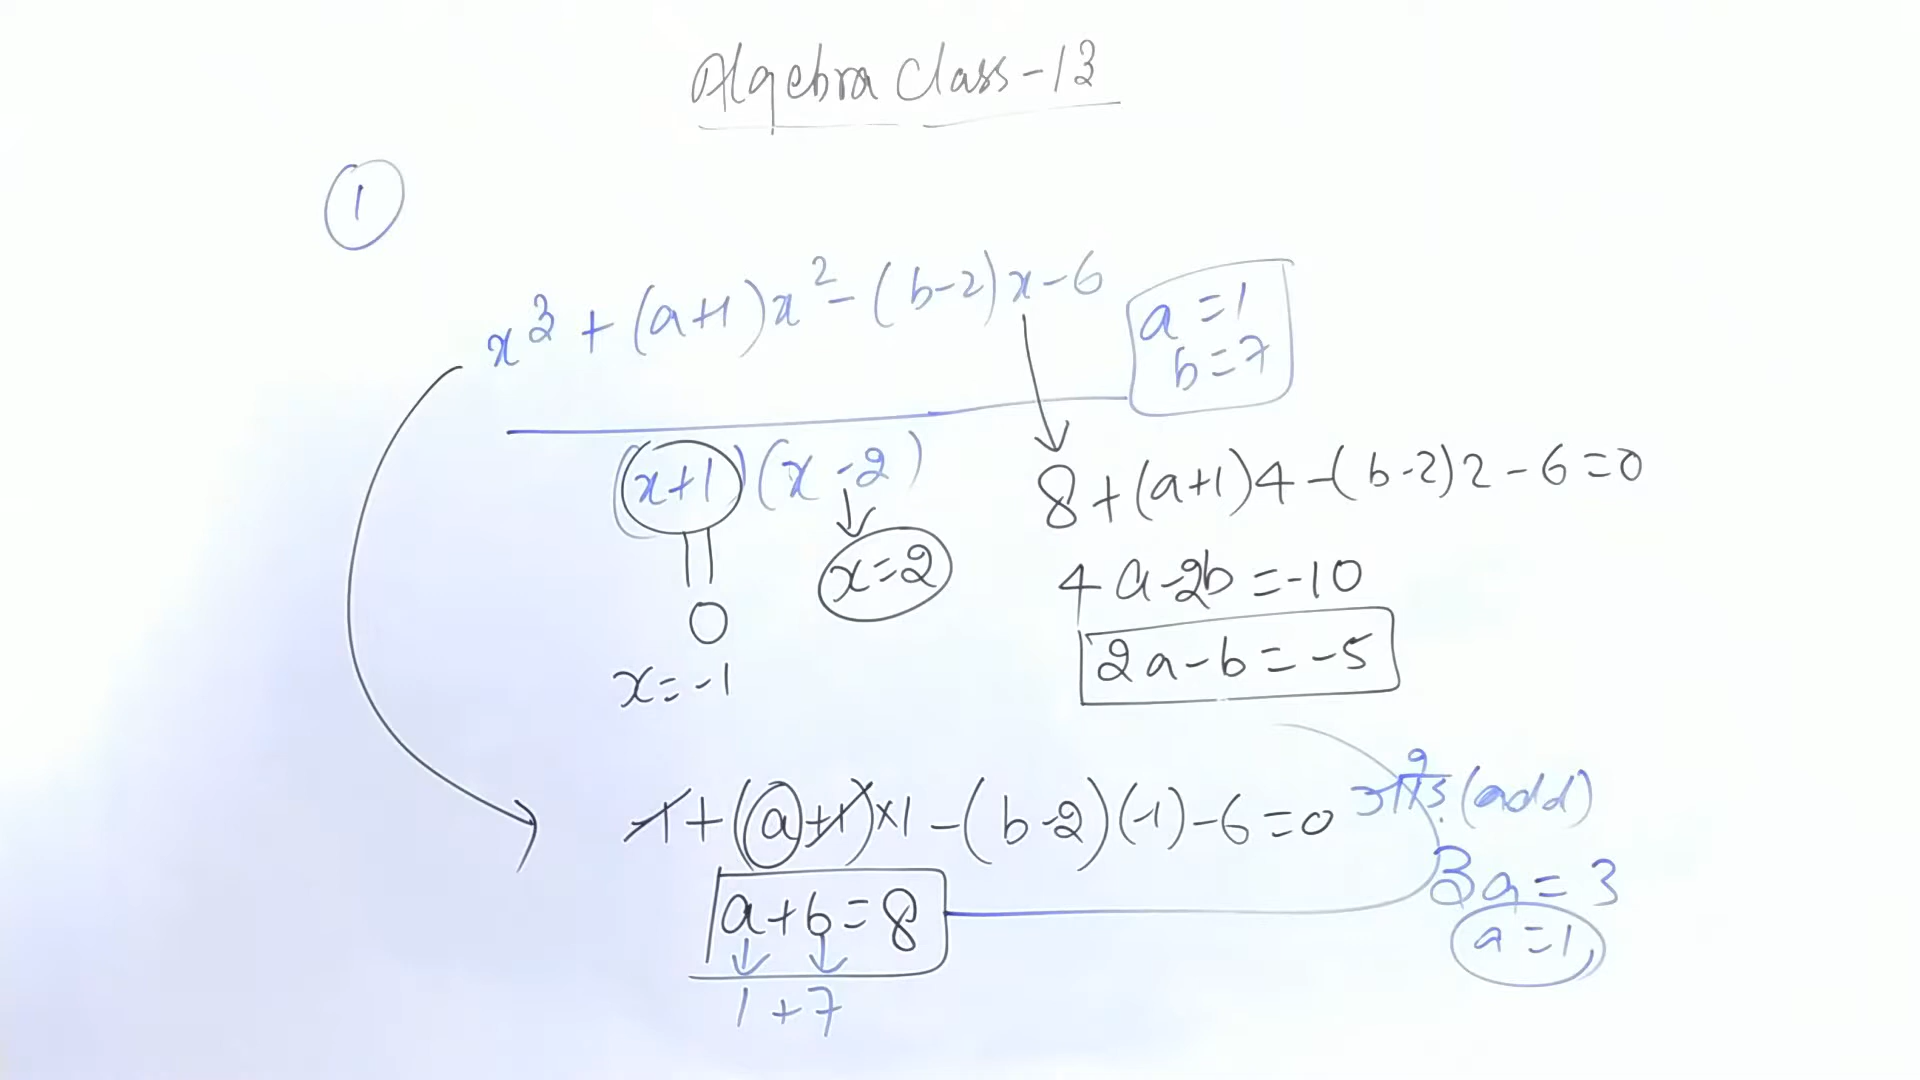 Algebra Class-13
1
x³ + (a+1)x² - (b-2)x - 6
a = 1
b = 7
(x+1)(x-2)
0
x = -1
x = 2
8 + (a+1)4 - (b-2)2 - 6 = 0
4a - 2b = -10
2a - b = -5
-1 + (a+1)×1 - (b-2)(-1) - 6 = 0
a + b = 8
1 + 7
(add)
3a = 3
a = 1